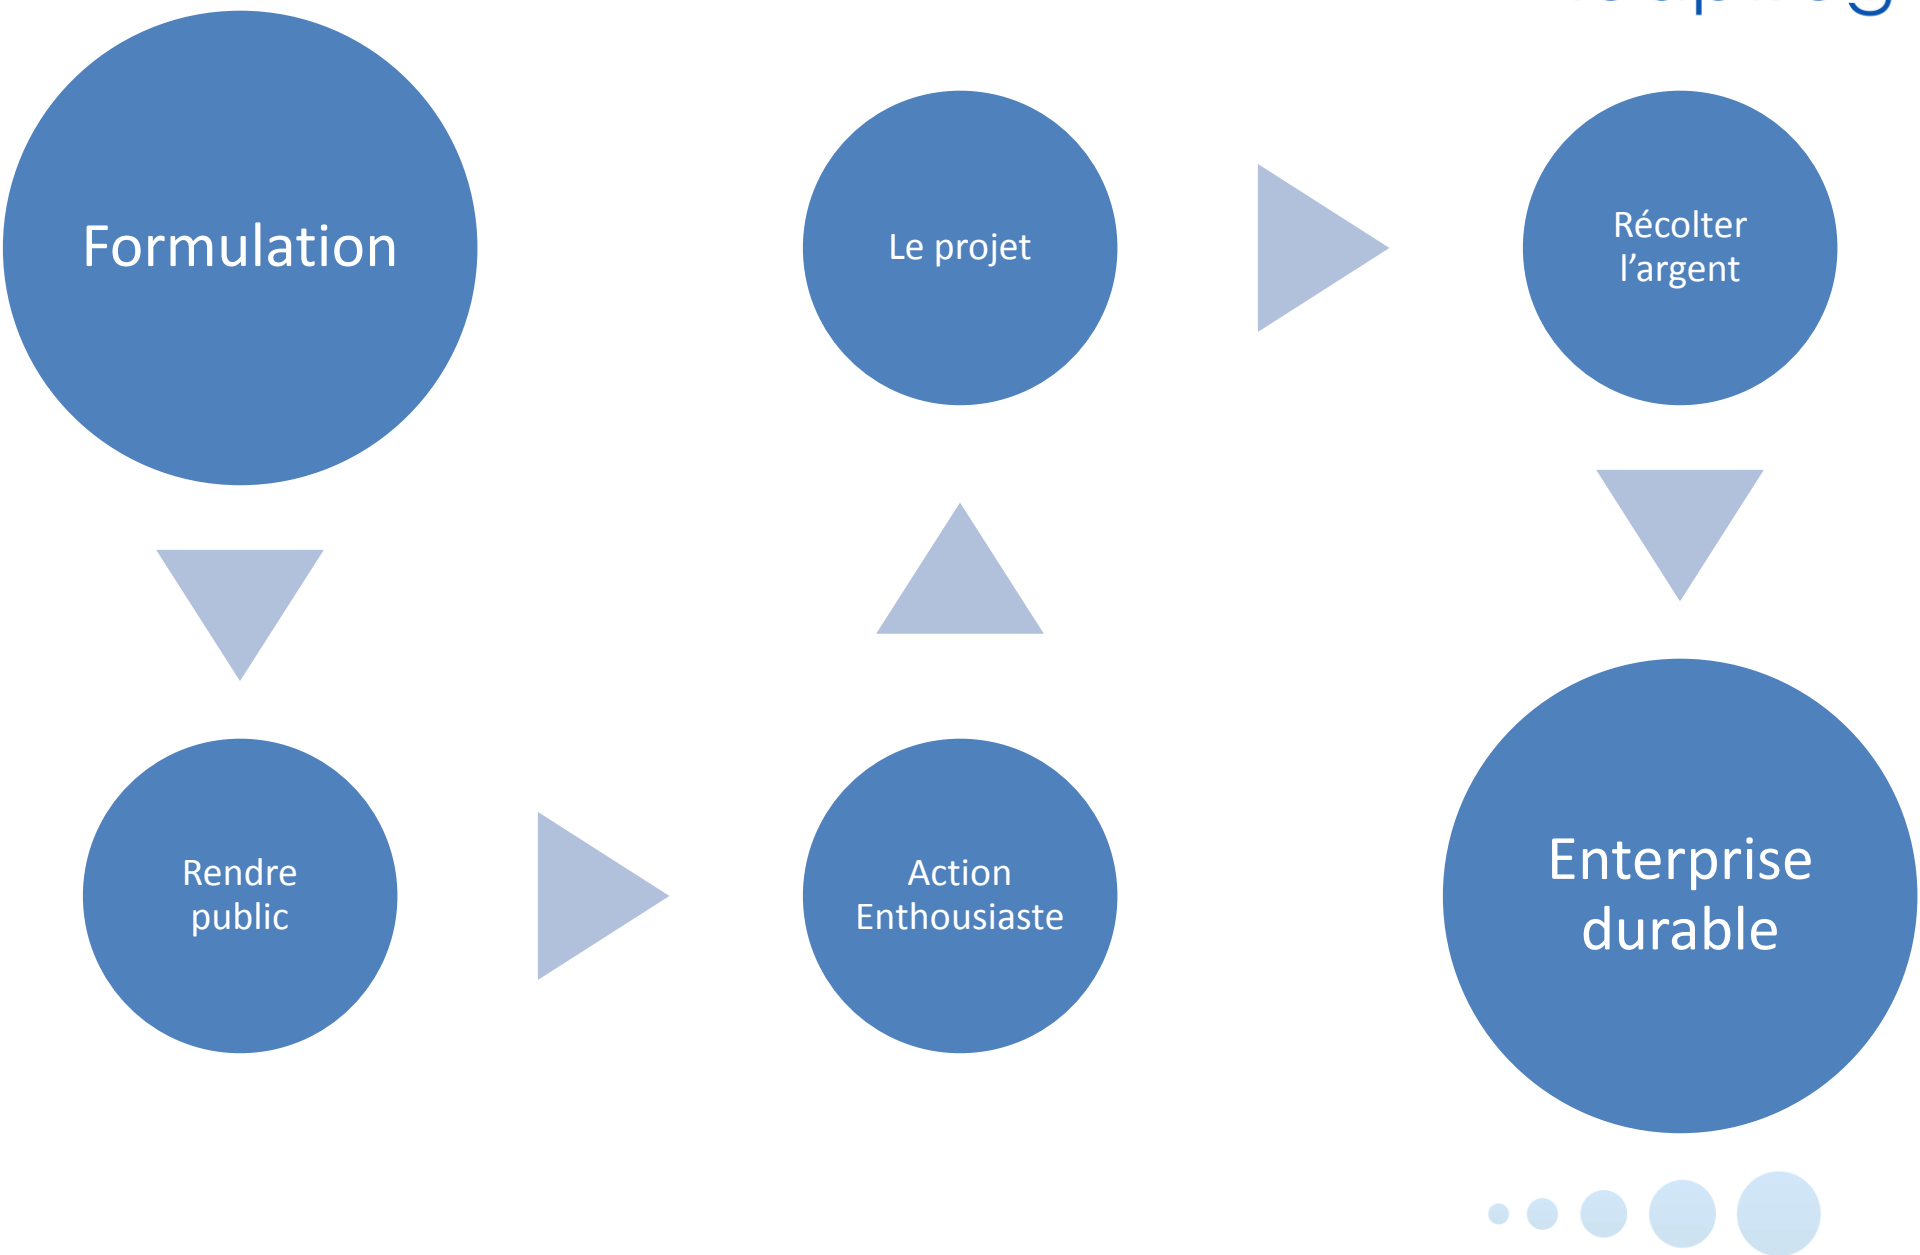 Formulation
Rendre
public
Action
Enthousiaste
Le projet
Récolter
l’argent
Enterprise
durable